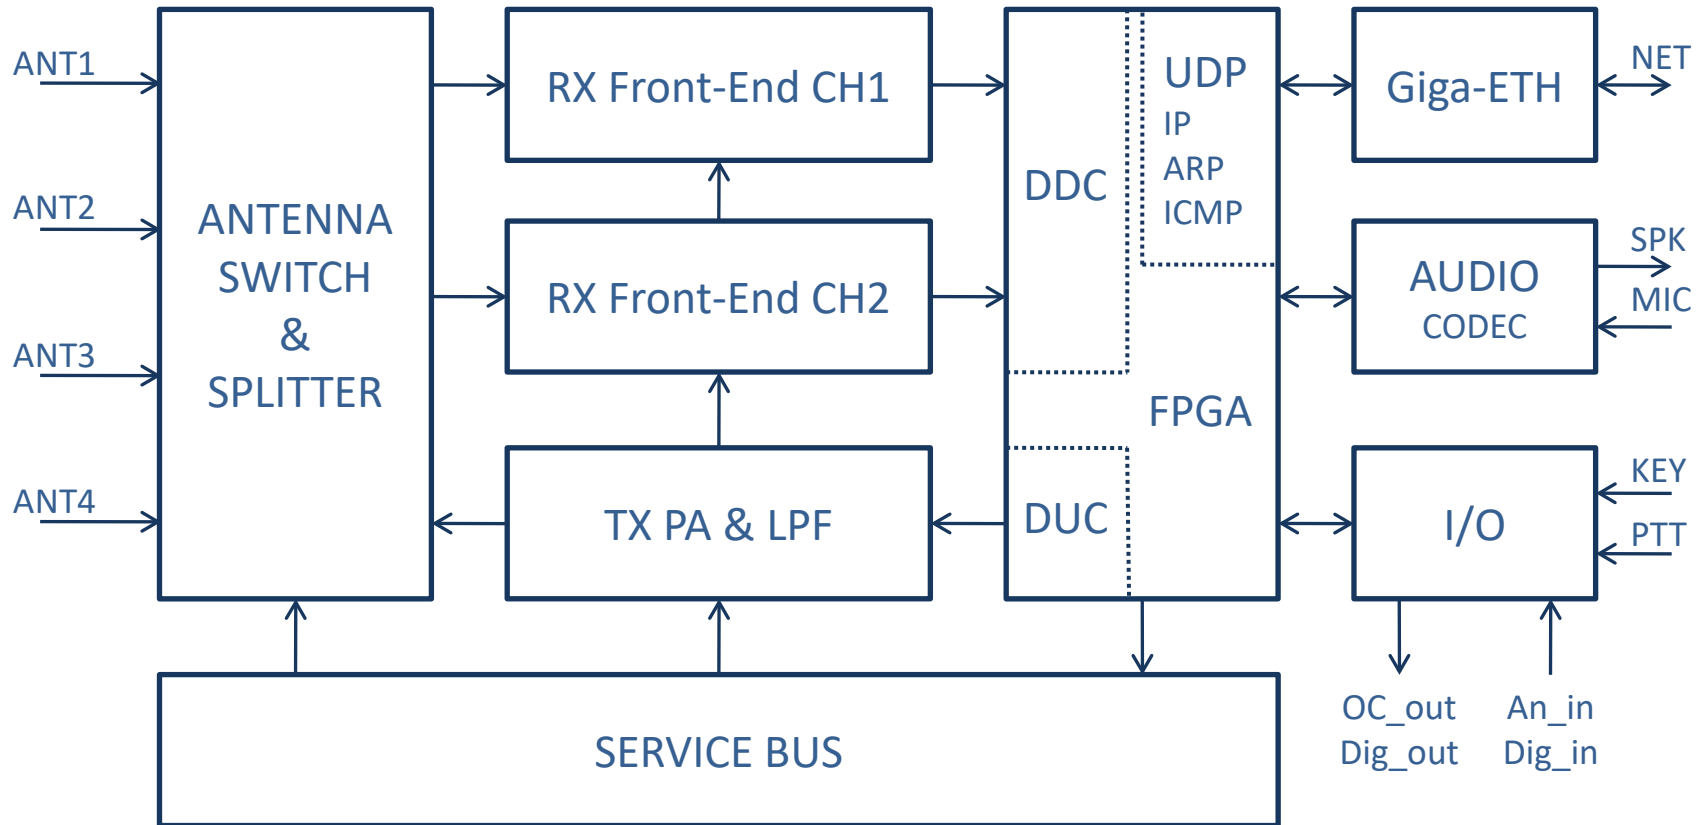 ANT1
ANT2
ANT3
ANT4
ANTENNA
SWITCH
&
SPLITTER
RX Front-End CH1
RX Front-End CH2
TX PA & LPF
DDC
UDP
IP
ARP
ICMP
FPGA
DUC
Giga-ETH
NET
AUDIO
CODEC
SPK
MIC
I/O
KEY
PTT
OC_out
Dig_out
An_in
Dig_in
SERVICE BUS